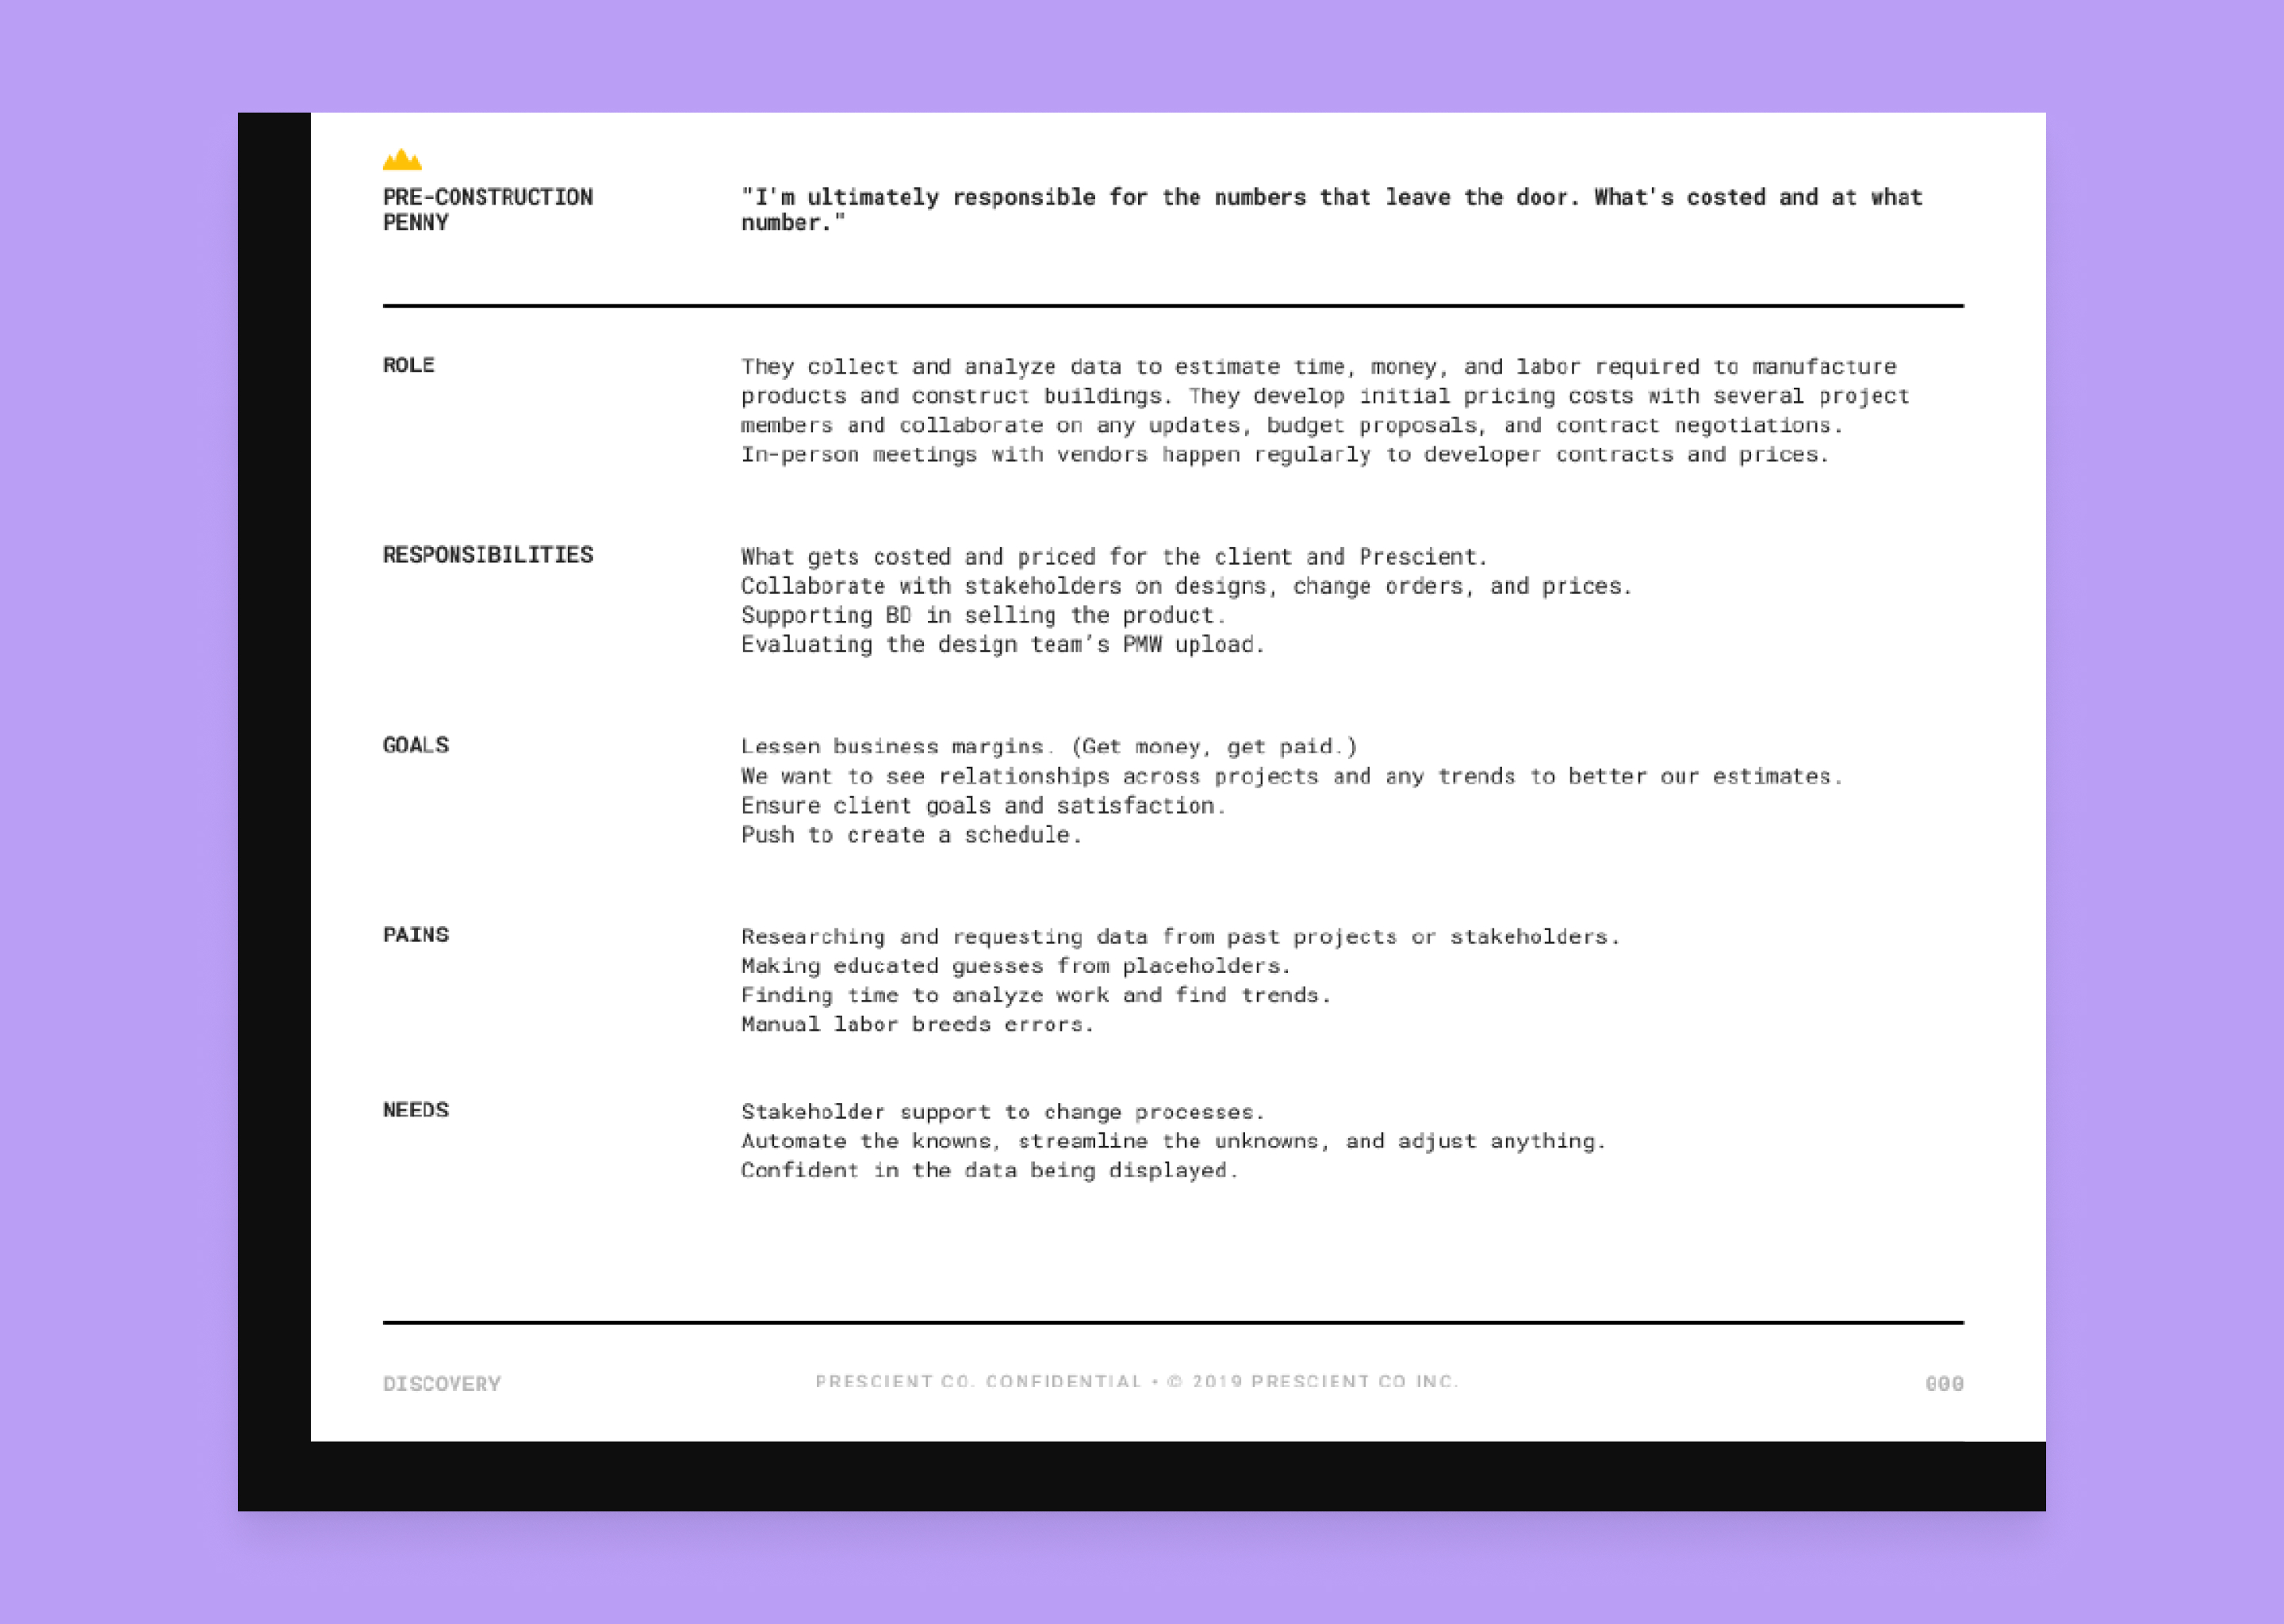 PRE-CONSTRUCTION
PENNY
"I'm ultimately responsible for the numbers that leave the door. What's costed and at what
number."
ROLE
They collect and analyze data to estimate time, money, and labor required to manufacture
products and construct buildings. They develop initial pricing costs with several project
members and collaborate on any updates, budget proposals, and contract negotiations.
In-person meetings with vendors happen regularly to developer contracts and prices.
RESPONSIBILITIES
What gets costed and priced for the client and Prescient.
Collaborate with stakeholders on designs, change orders, and prices.
Supporting BD in selling the product.
Evaluating the design team’s PMW upload.
GOALS
Lessen business margins. (Get money, get paid.)
We want to see relationships across projects and any trends to better our estimates.
Ensure client goals and satisfaction.
Push to create a schedule.
PAINS
Researching and requesting data from past projects or stakeholders.
Making educated guesses from placeholders.
Finding time to analyze work and find trends.
Manual labor breeds errors.
NEEDS
Stakeholder support to change processes.
Automate the knowns, streamline the unknowns, and adjust anything.
Confident in the data being displayed.
DISCOVERY
PRESCIENT CO. CONFIDENTIAL • © 2019 PRESCIENT CO INC.
000